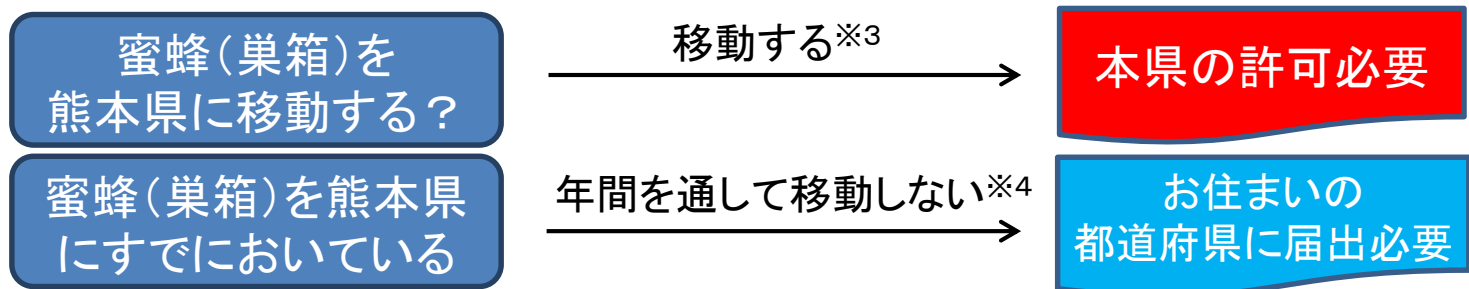 蜜蜂(巣箱)を
熊本県に移動する?
移動する※3
本県の許可必要
蜜蜂(巣箱)を熊本県
にすでにおいている
年間を通して移動しない※4
お住まいの
都道府県に届出必要